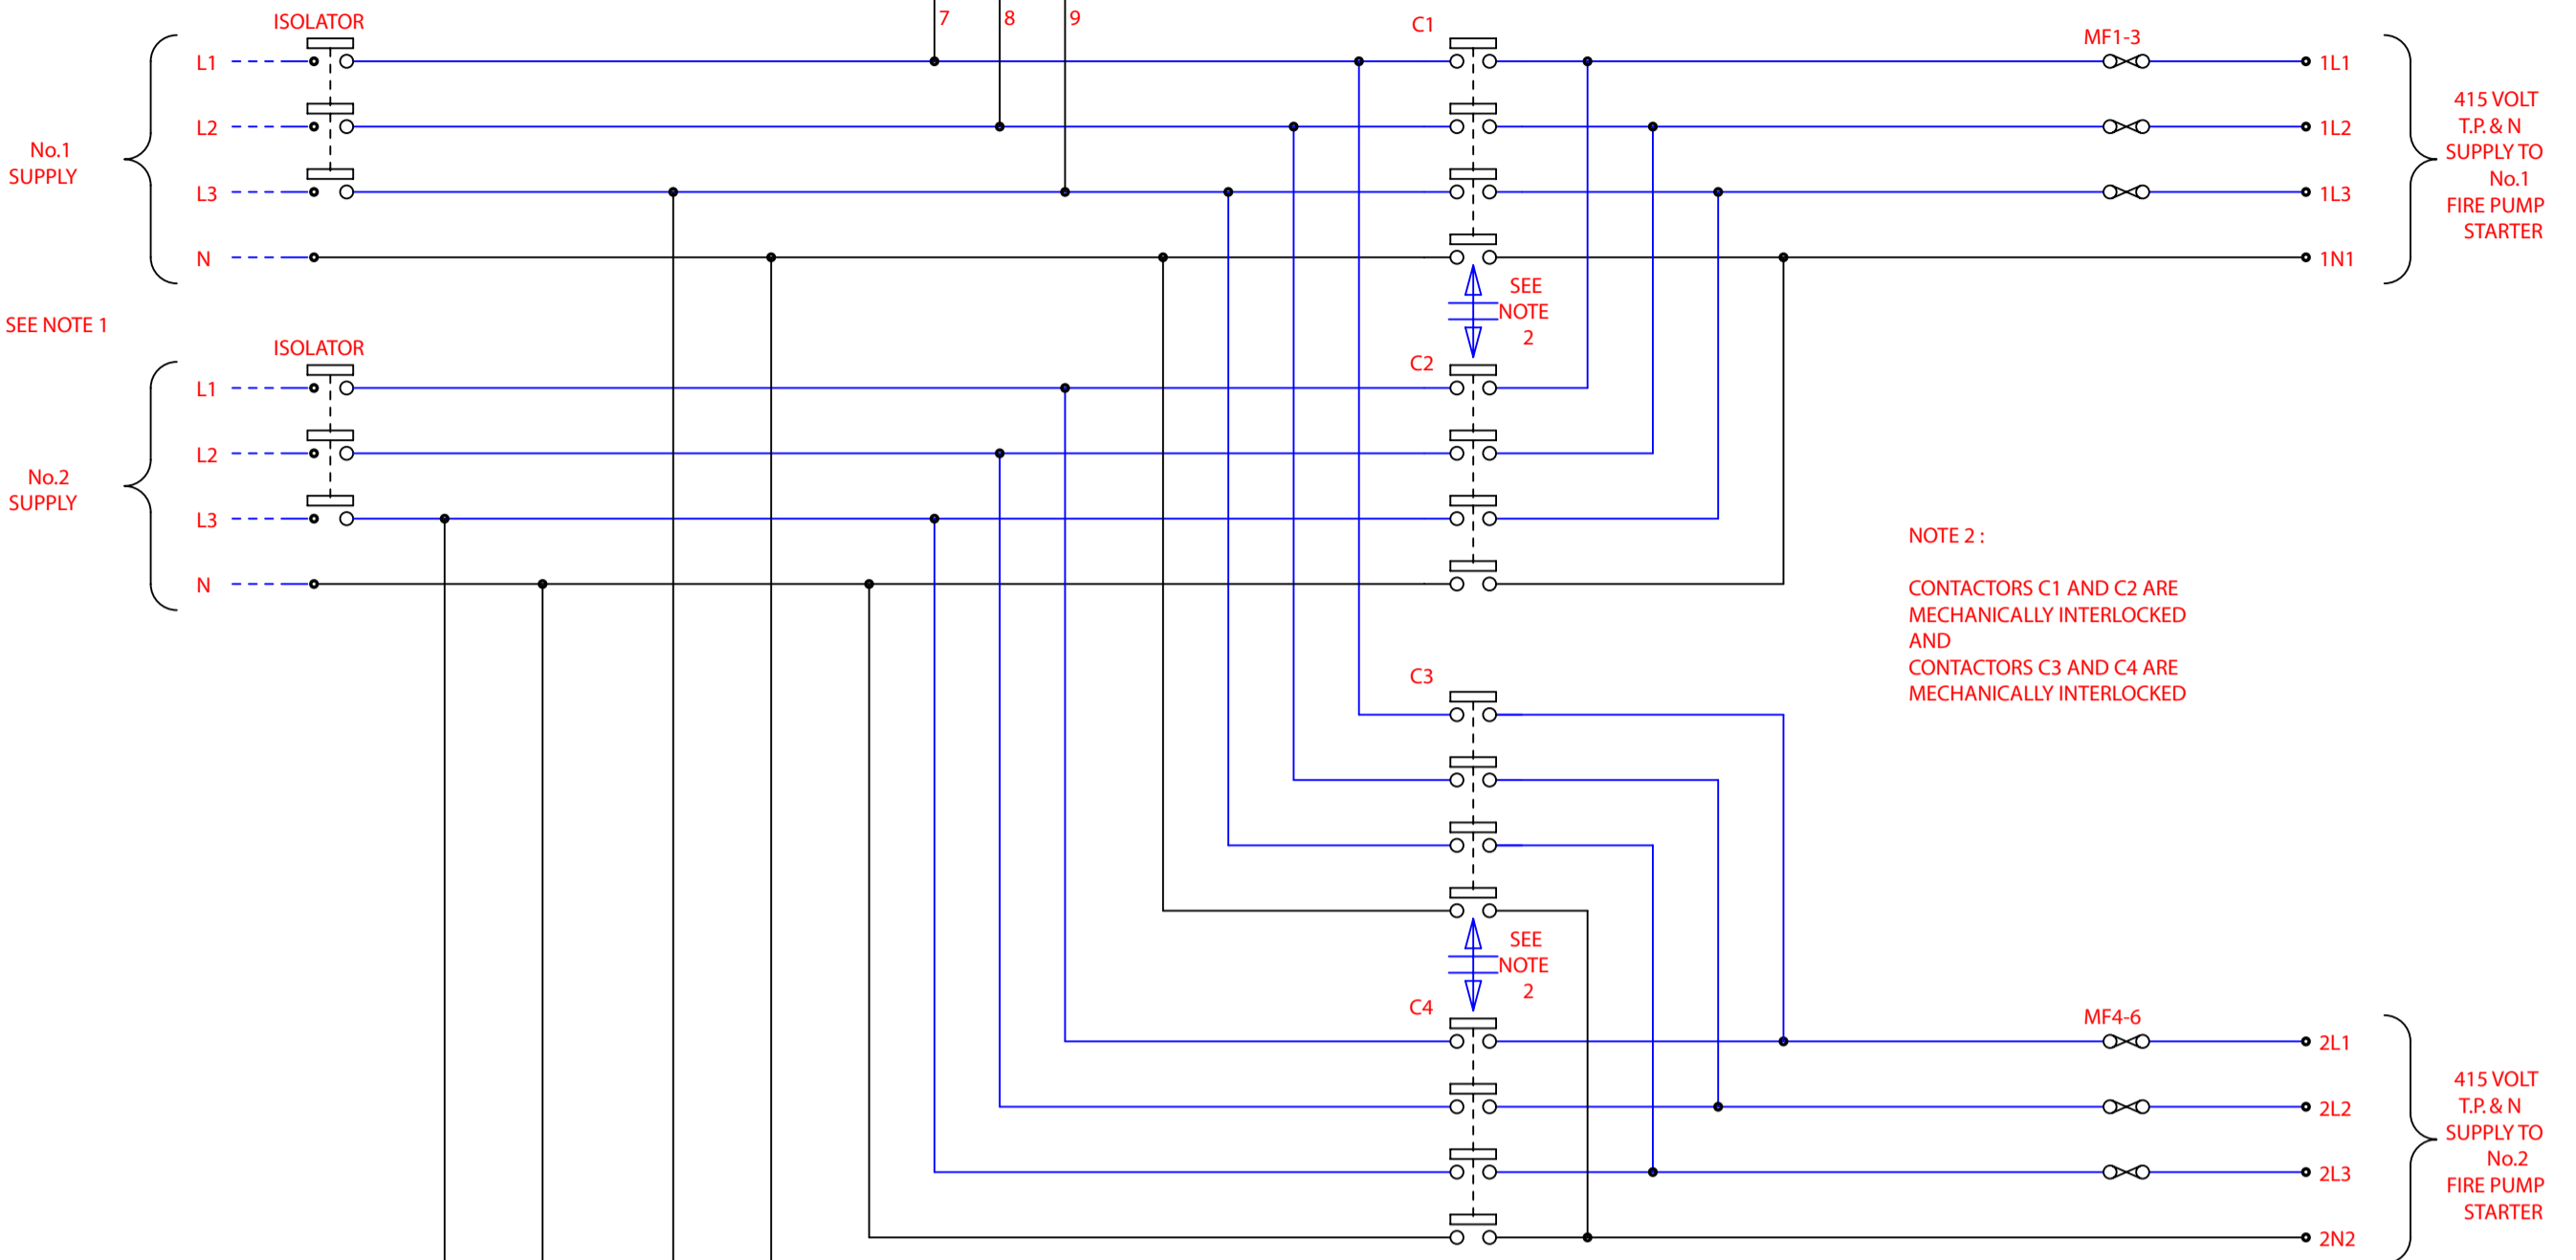 ISOLATOR
7
8
9
C1
MF1-3
L1
1L1
L2
1L2
L3
1L3
N
1N1
No.1
SUPPLY
415 VOLT
T.P. & N
SUPPLY TO
No.1
FIRE PUMP
STARTER
SEE
NOTE
2
SEE NOTE 1
ISOLATOR
C2
L1
L2
L3
N
No.2
SUPPLY
NOTE 2 :
CONTACTORS C1 AND C2 ARE
MECHANICALLY INTERLOCKED
AND
CONTACTORS C3 AND C4 ARE
MECHANICALLY INTERLOCKED
C3
SEE
NOTE
2
C4
MF4-6
2L1
2L2
2L3
2N2
415 VOLT
T.P. & N
SUPPLY TO
No.2
FIRE PUMP
STARTER